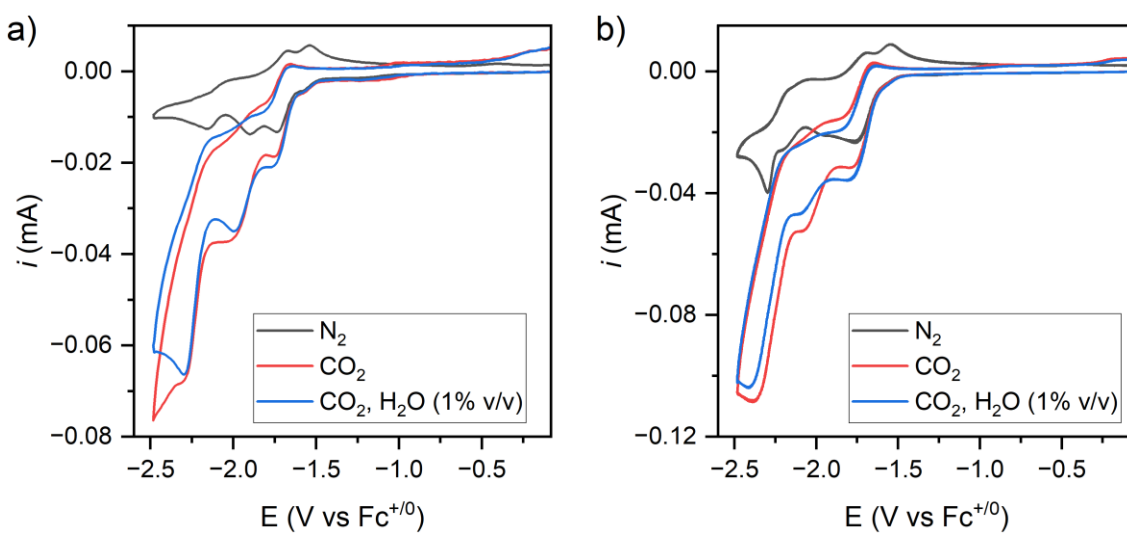 a)
0.00
−0.02
−0.04
−0.06
−0.08
i (mA)
N₂
CO₂
CO₂, H₂O (1% v/v)
−2.5 −2.0 −1.5 −1.0 −0.5
E (V vs Fc⁺ᐟ⁰)
b)
0.00
−0.04
−0.08
−0.12
i (mA)
N₂
CO₂
CO₂, H₂O (1% v/v)
−2.5 −2.0 −1.5 −1.0 −0.5
E (V vs Fc⁺ᐟ⁰)